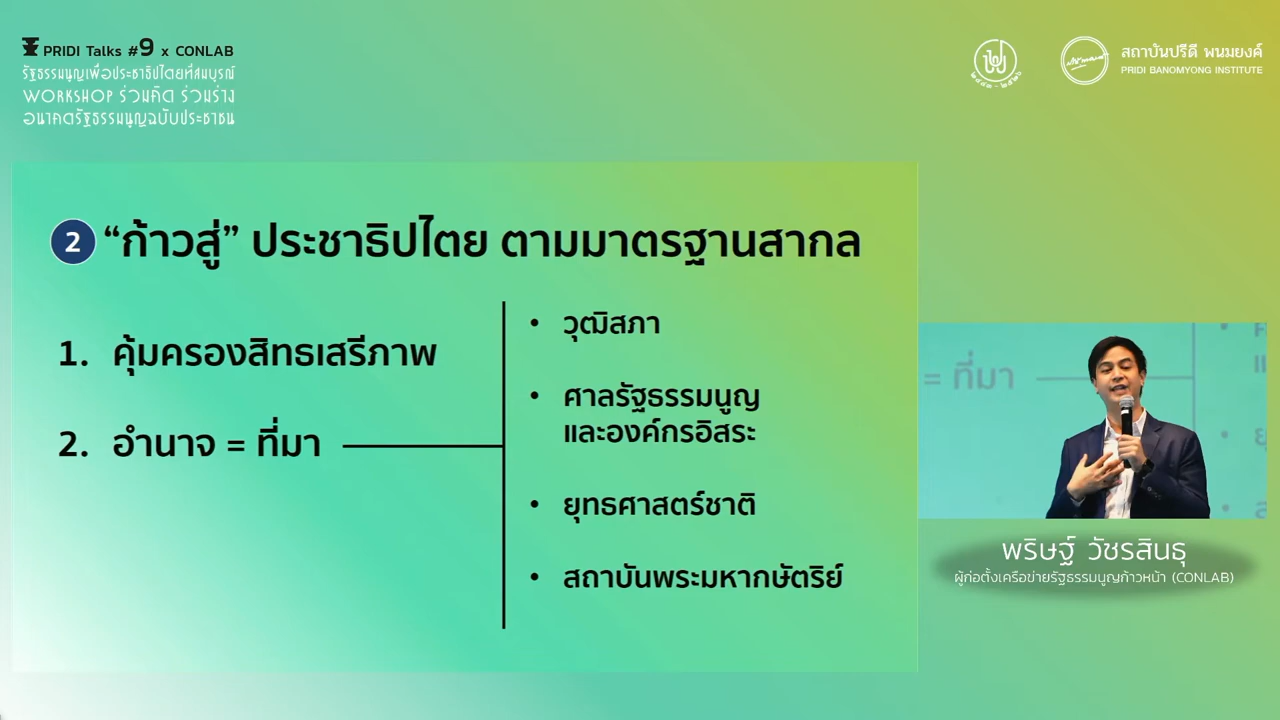 PRIDI Talks #9 x CONLAB
รัฐธรรมนูญเพื่อประชาธิปไตยที่สมบูรณ์
WORKSHOP ร่วมคิด ร่วมร่าง
อนาคตรัฐธรรมนูญฉบับประชาชน
๒๔๔๓ - ๒๕๒๖
สถาบันปรีดี พนมยงค์
PRIDI BANOMYONG INSTITUTE
2 “ก้าวสู่” ประชาธิปไตย ตามมาตรฐานสากล
1. คุ้มครองสิทธเสรีภาพ
2. อำนาจ = ที่มา
• วุฒิสภา
• ศาลรัฐธรรมนูญ
และองค์กรอิสระ
• ยุทธศาสตร์ชาติ
• สถาบันพระมหากษัตริย์
= ที่มา
พริษฐ์ วัชรสินธุ
ผู้ก่อตั้งเครือข่ายรัฐธรรมนูญก้าวหน้า (CONLAB)